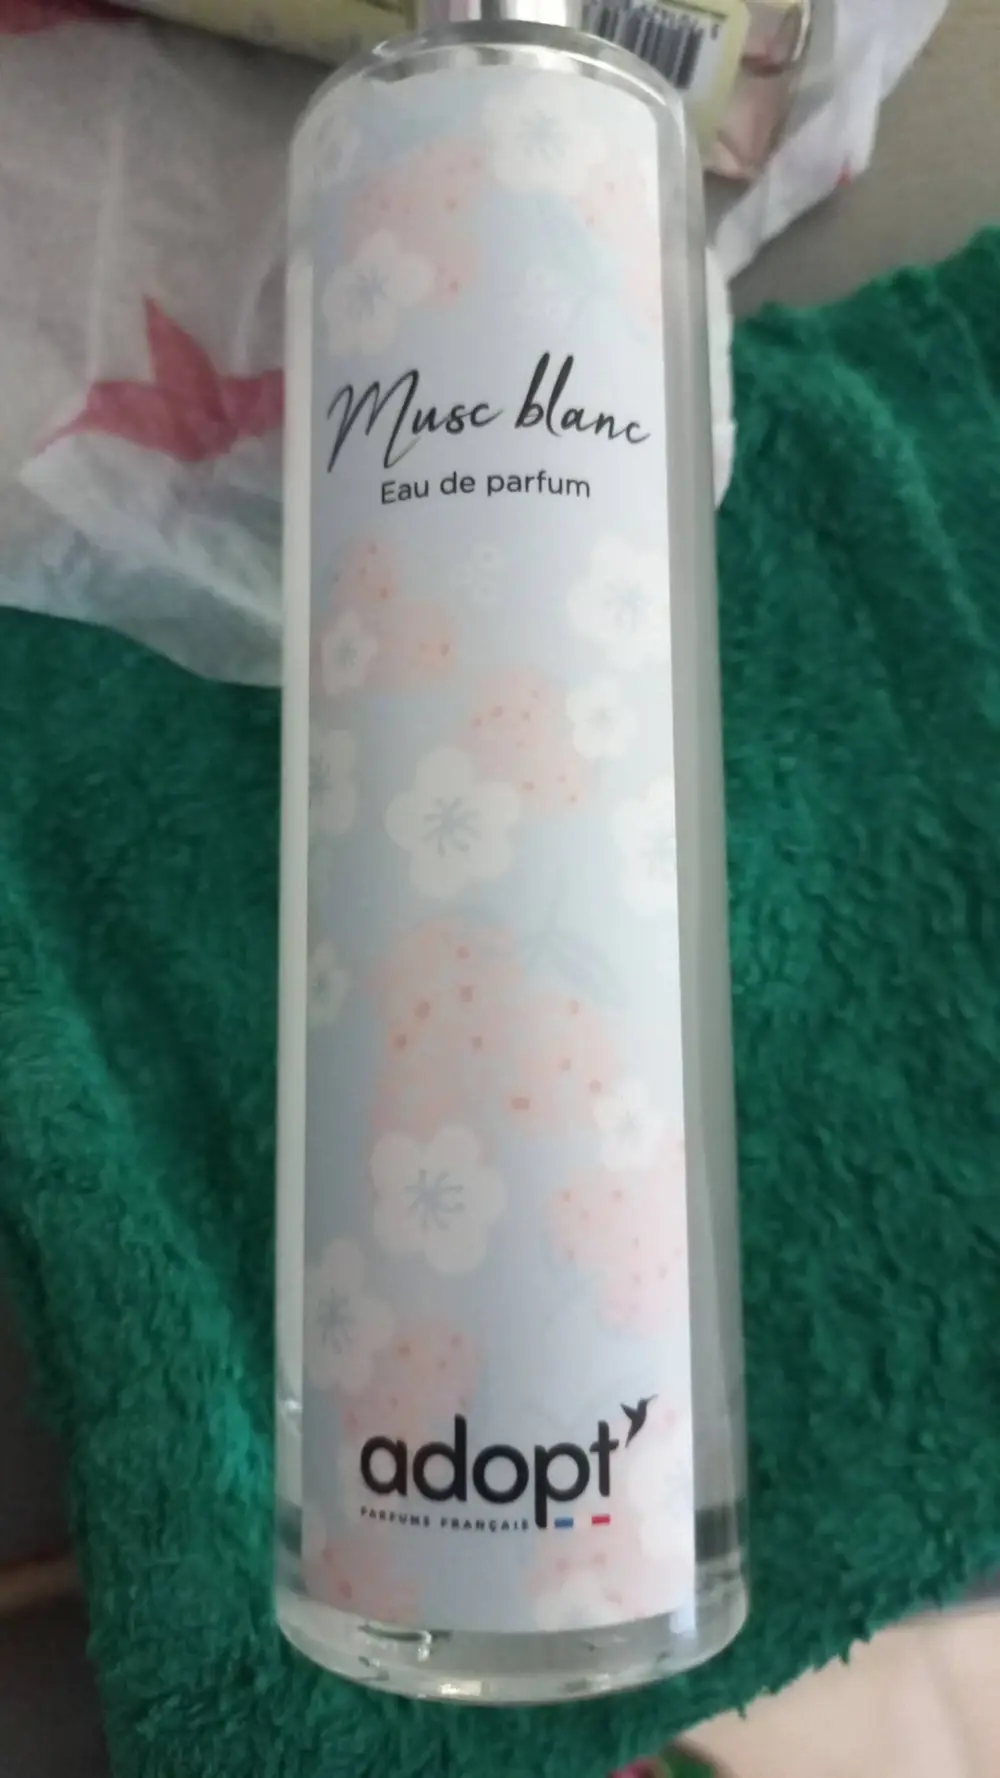 Musc blanc
Eau de parfum
adopt
PARFUMS FRANÇAIS